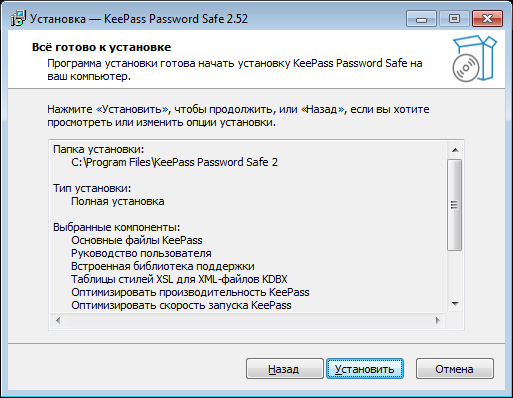 Установка — KeePass Password Safe 2.52
Всё готово к установке
Программа установки готова начать установку KeePass Password Safe на
ваш компьютер.
Нажмите «Установить», чтобы продолжить, или «Назад», если вы хотите
просмотреть или изменить опции установки.
Папка установки:
C:\Program Files\KeePass Password Safe 2
Тип установки:
Полная установка
Выбранные компоненты:
Основные файлы KeePass
Руководство пользователя
Встроенная библиотека поддержки
Таблицы стилей XSL для XML-файлов KDBX
Оптимизировать производительность KeePass
Оптимизировать скорость запуска KeePass
Назад
Установить
Отмена